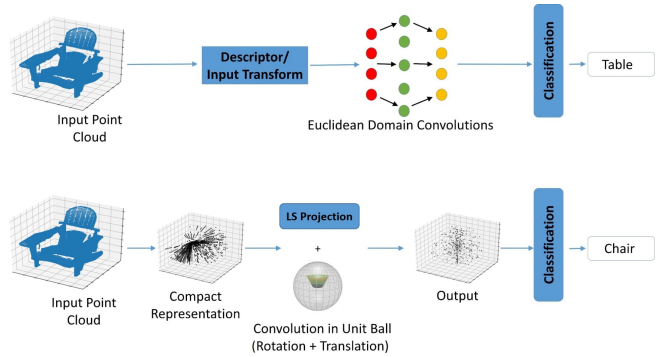 Descriptor/
Input Transform
Classification
Table
Input Point
Cloud
Euclidean Domain Convolutions
LS Projection
+
Classification
Chair
Input Point
Cloud
Compact
Representation
Convolution in Unit Ball
(Rotation + Translation)
Output